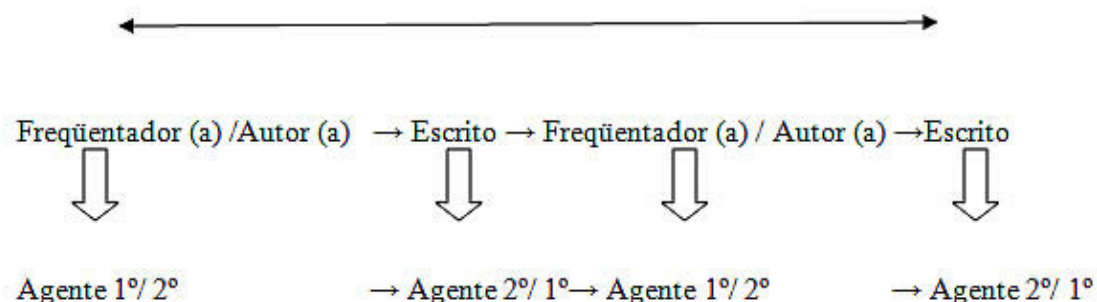 Freqüentador (a) /Autor (a) → Escrito → Freqüentador (a) / Autor (a) →Escrito
Agente 1º/ 2º → Agente 2º/ 1º→ Agente 1º/ 2º → Agente 2º/ 1º